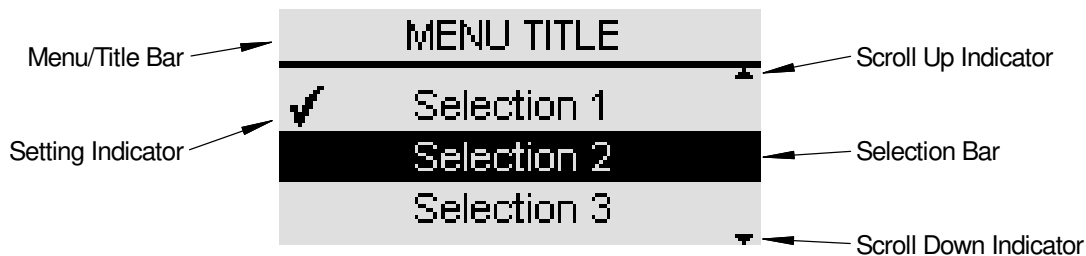 MENU TITLE
Menu/Title Bar
Scroll Up Indicator
Selection 1
Setting Indicator
Selection 2
Selection Bar
Selection 3
Scroll Down Indicator